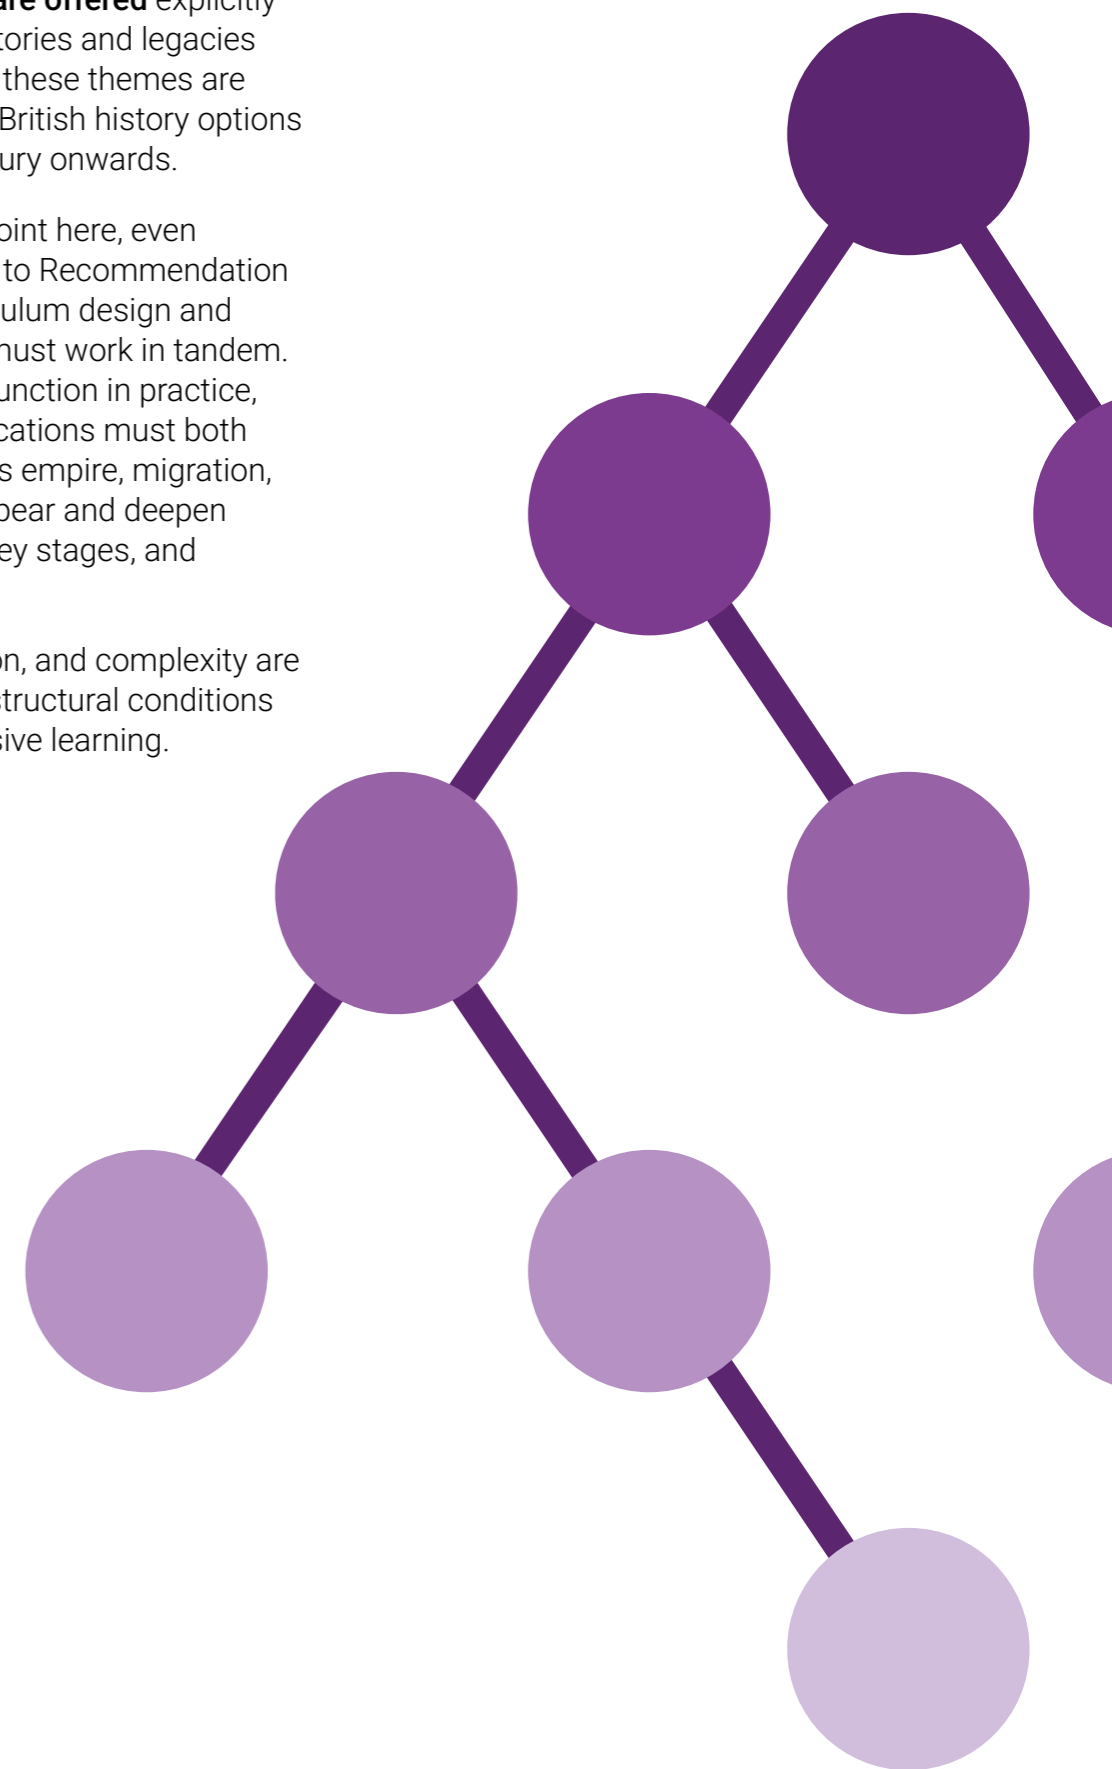 are offered explicitly
tories and legacies
these themes are
British history options
ury onwards.
oint here, even
to Recommendation
ulum design and
must work in tandem.
unction in practice,
cations must both
s empire, migration,
pear and deepen
ey stages, and
on, and complexity are
structural conditions
sive learning.